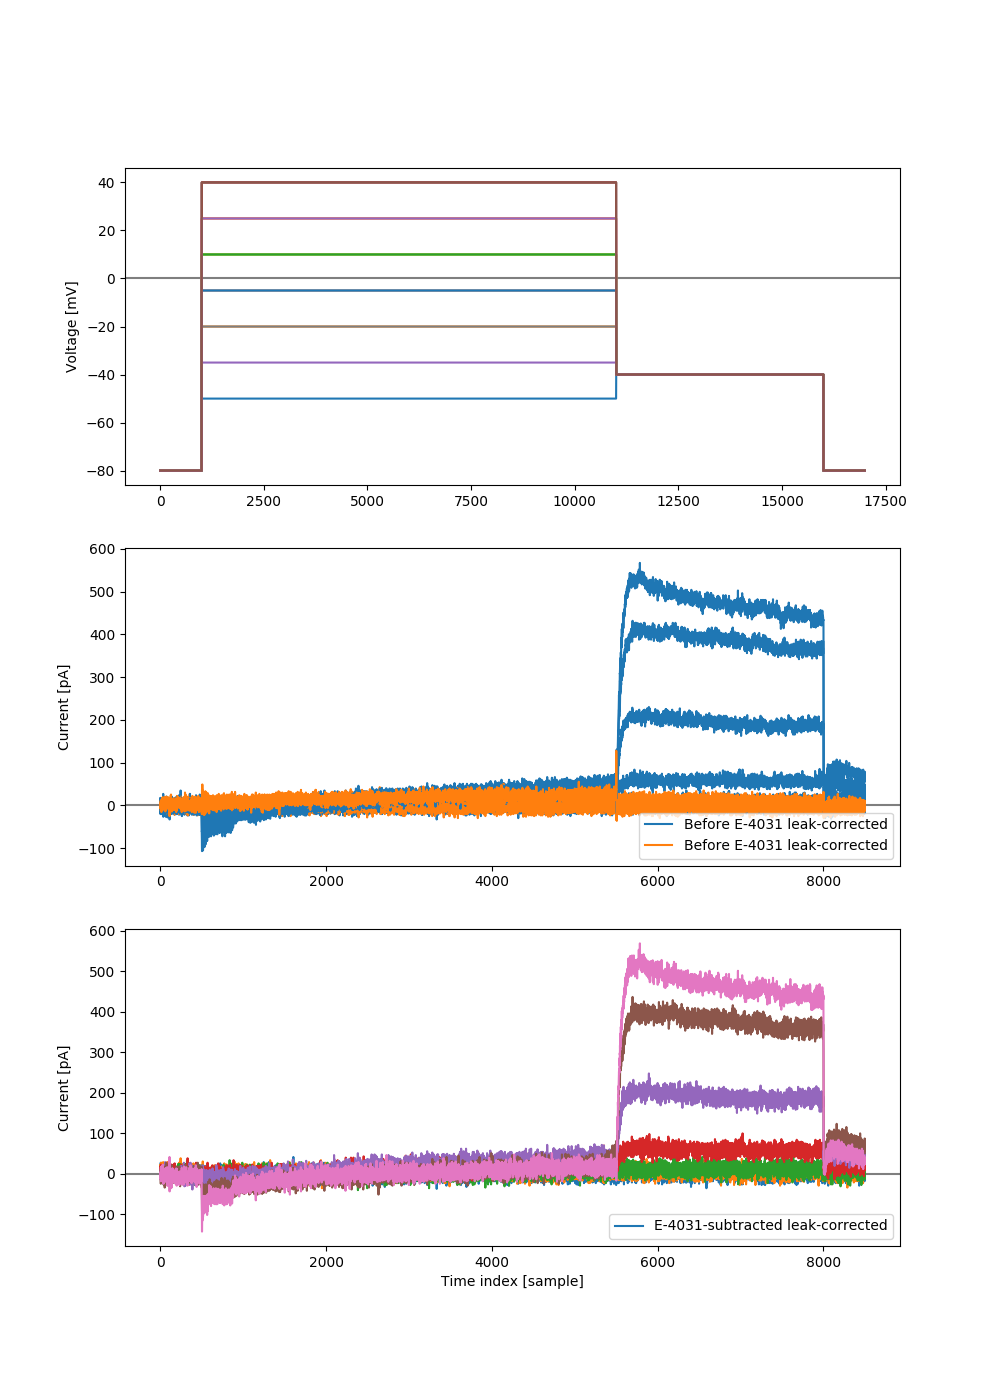 40
20
0
−20
−40
−60
−80
Voltage [mV]
0 2500 5000 7500 10000 12500 15000 17500
600
500
400
300
200
100
0
−100
Current [pA]
Before E-4031 leak-corrected
Before E-4031 leak-corrected
0 2000 4000 6000 8000
600
500
400
300
200
100
0
−100
Current [pA]
E-4031-subtracted leak-corrected
0 2000 4000 6000 8000
Time index [sample]